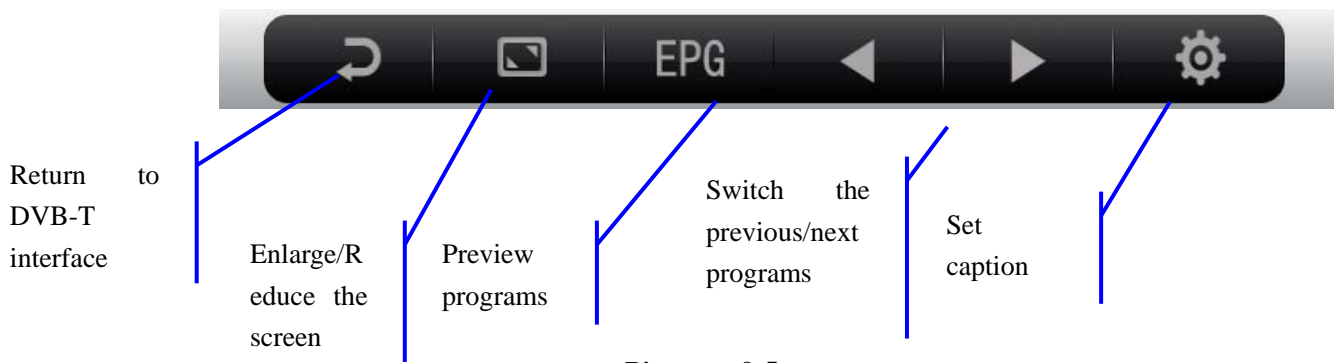 EPG
Return to
DVB-T
interface
Enlarge/R
educe the
screen
Preview
programs
Switch the
previous/next
programs
Set
caption